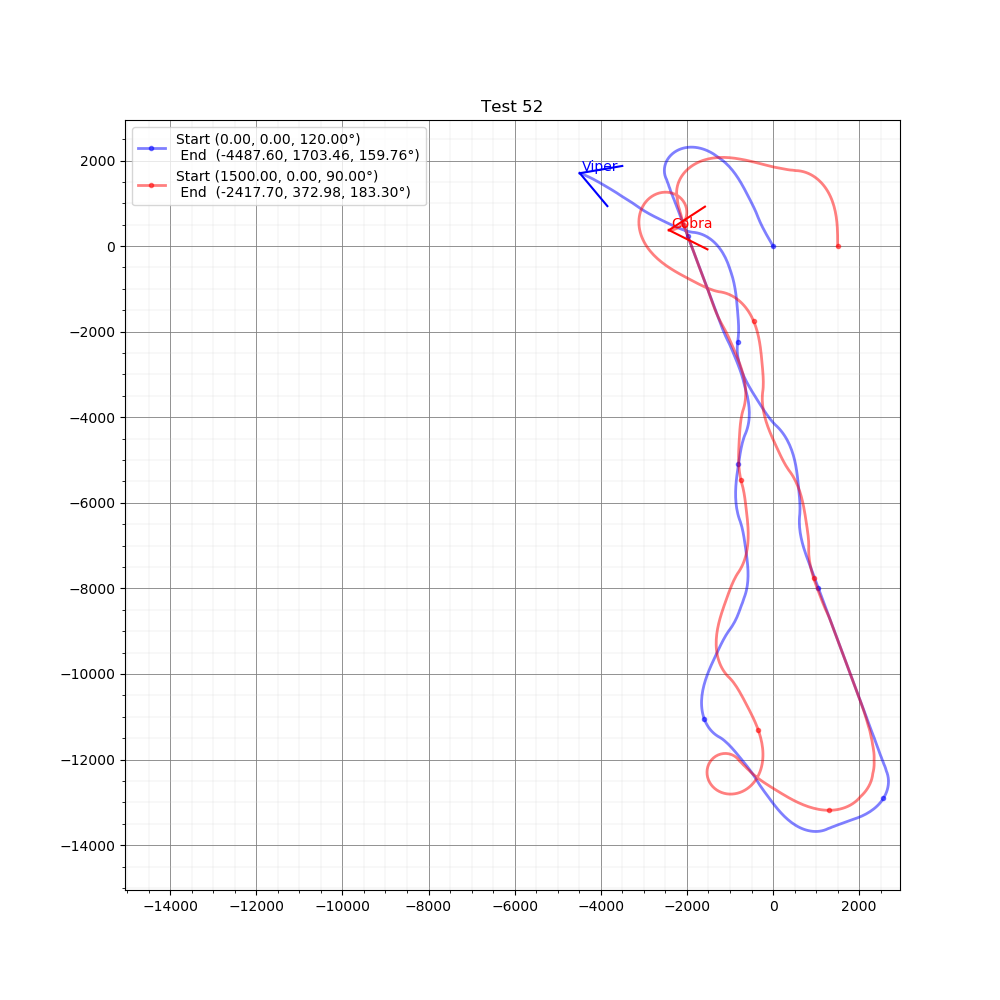 Test 52
Start (0.00, 0.00, 120.00°)
End  (-4487.60, 1703.46, 159.76°)
Start (1500.00, 0.00, 90.00°)
End  (-2417.70, 372.98, 183.30°)
Viper
Cobra
2000
0
−2000
−4000
−6000
−8000
−10000
−12000
−14000
−14000 −12000 −10000 −8000 −6000 −4000 −2000 0 2000